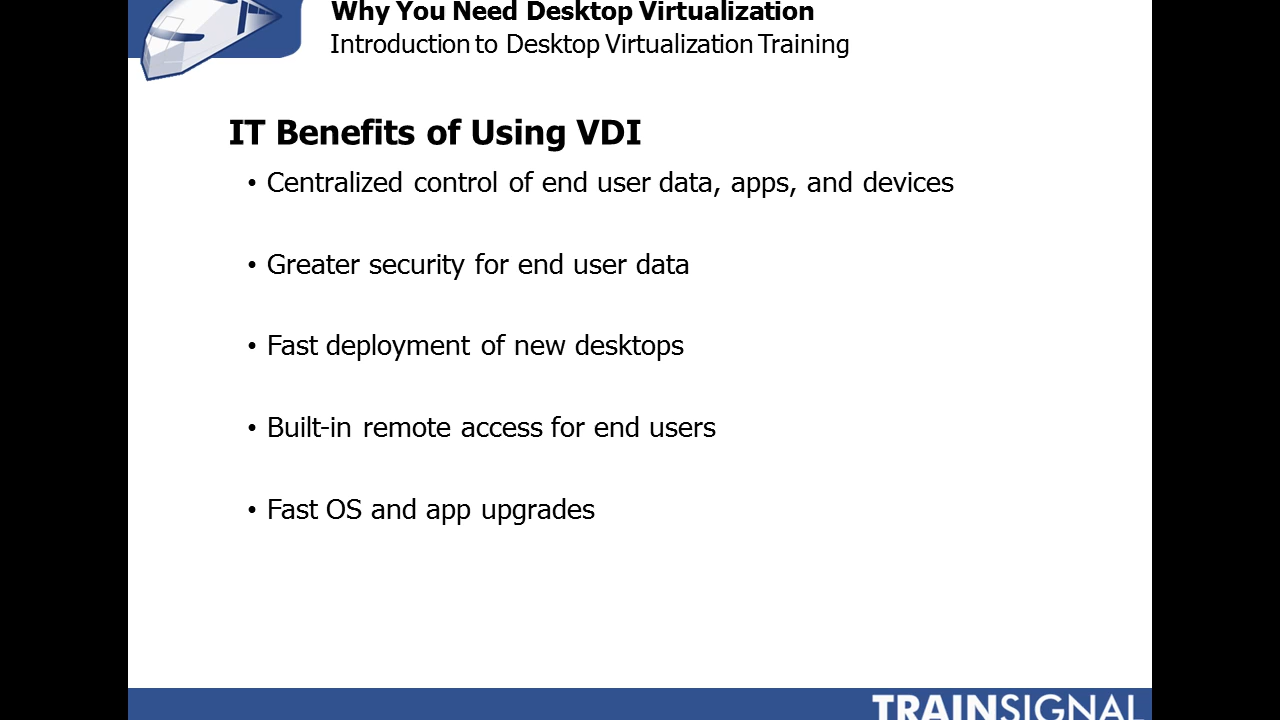 Why You Need Desktop Virtualization
Introduction to Desktop Virtualization Training
IT Benefits of Using VDI
• Centralized control of end user data, apps, and devices
• Greater security for end user data
• Fast deployment of new desktops
• Built-in remote access for end users
• Fast OS and app upgrades
TRAINSIGNAL